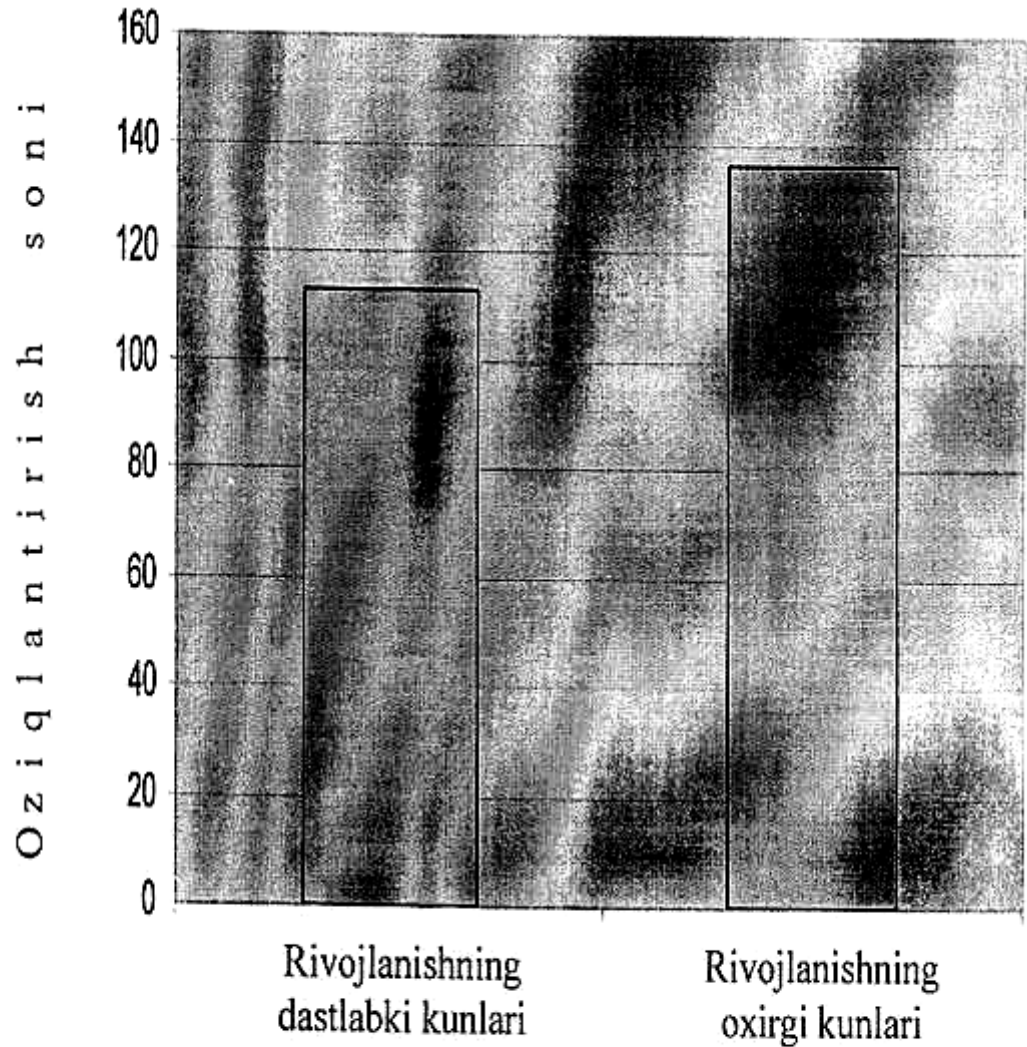 Oziqlantirish soni
160
140
120
100
80
60
40
20
0
Rivojlanishning
dastlabki kunlari
Rivojlanishning
oxirgi kunlari